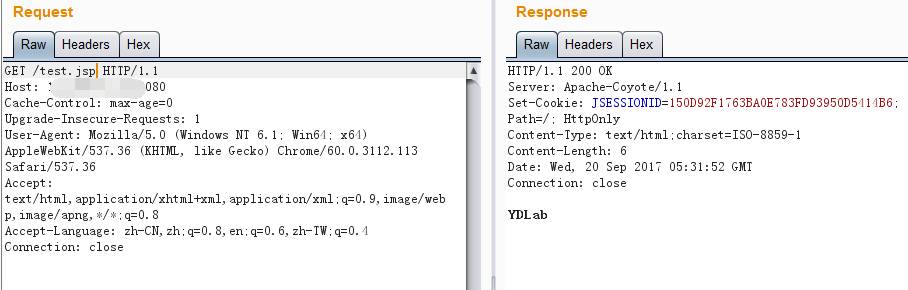 Request
Raw Headers Hex
GET /test.jsp HTTP/1.1
Host: 080
Cache-Control: max-age=0
Upgrade-Insecure-Requests: 1
User-Agent: Mozilla/5.0 (Windows NT 6.1; Win64; x64)
AppleWebKit/537.36 (KHTML, like Gecko) Chrome/60.0.3112.113
Safari/537.36
Accept:
text/html,application/xhtml+xml,application/xml;q=0.9,image/web
p,image/apng,*/*;q=0.8
Accept-Language: zh-CN,zh;q=0.8,en;q=0.6,zh-TW;q=0.4
Connection: close
Response
Raw Headers Hex
HTTP/1.1 200 OK
Server: Apache-Coyote/1.1
Set-Cookie: JSESSIONID=150D92F1763BA0E783FD93950D5414B6;
Path=/; HttpOnly
Content-Type: text/html;charset=ISO-8859-1
Content-Length: 6
Date: Wed, 20 Sep 2017 05:31:52 GMT
Connection: close
YDLab